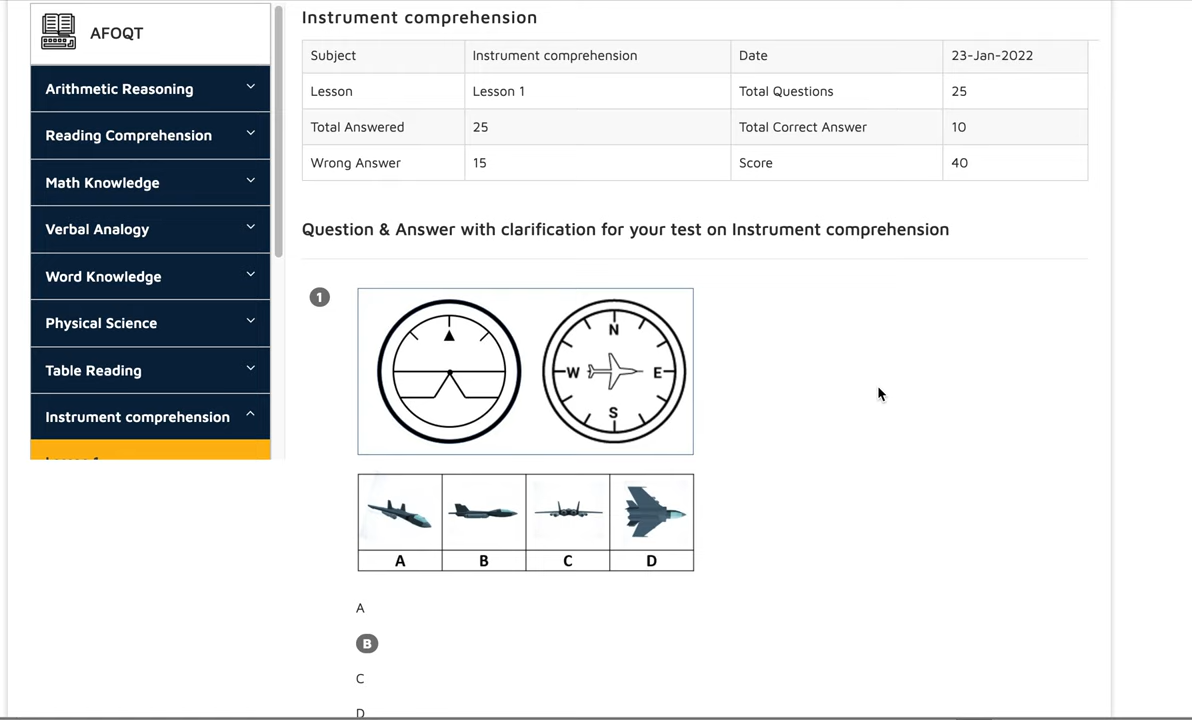 AFOQT
Arithmetic Reasoning
Reading Comprehension
Math Knowledge
Verbal Analogy
Word Knowledge
Physical Science
Table Reading
Instrument comprehension
Instrument comprehension
Subject Instrument comprehension Date 23-Jan-2022
Lesson Lesson 1 Total Questions 25
Total Answered 25 Total Correct Answer 10
Wrong Answer 15 Score 40
Question & Answer with clarification for your test on Instrument comprehension
1
N
W E
S
A B C D
A
B
C
D